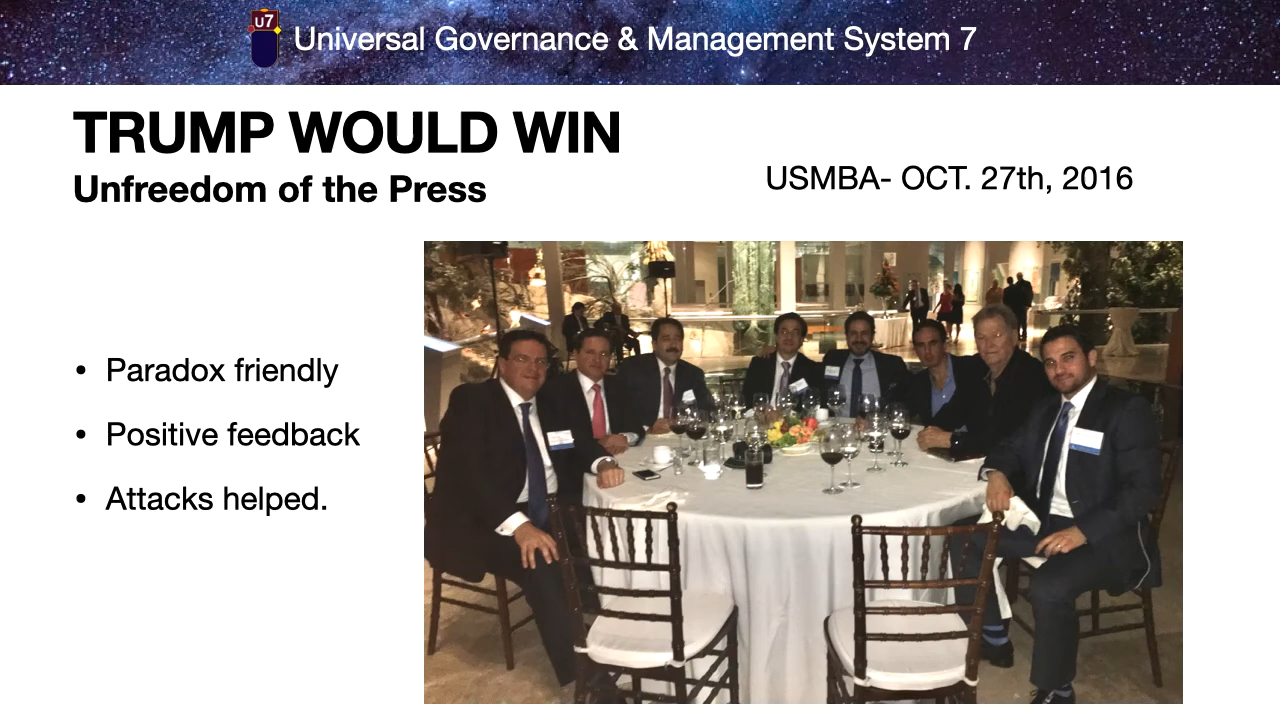 U7
Universal Governance & Management System 7
TRUMP WOULD WIN
Unfreedom of the Press
USMBA- OCT. 27th, 2016
• Paradox friendly
• Positive feedback
• Attacks helped.